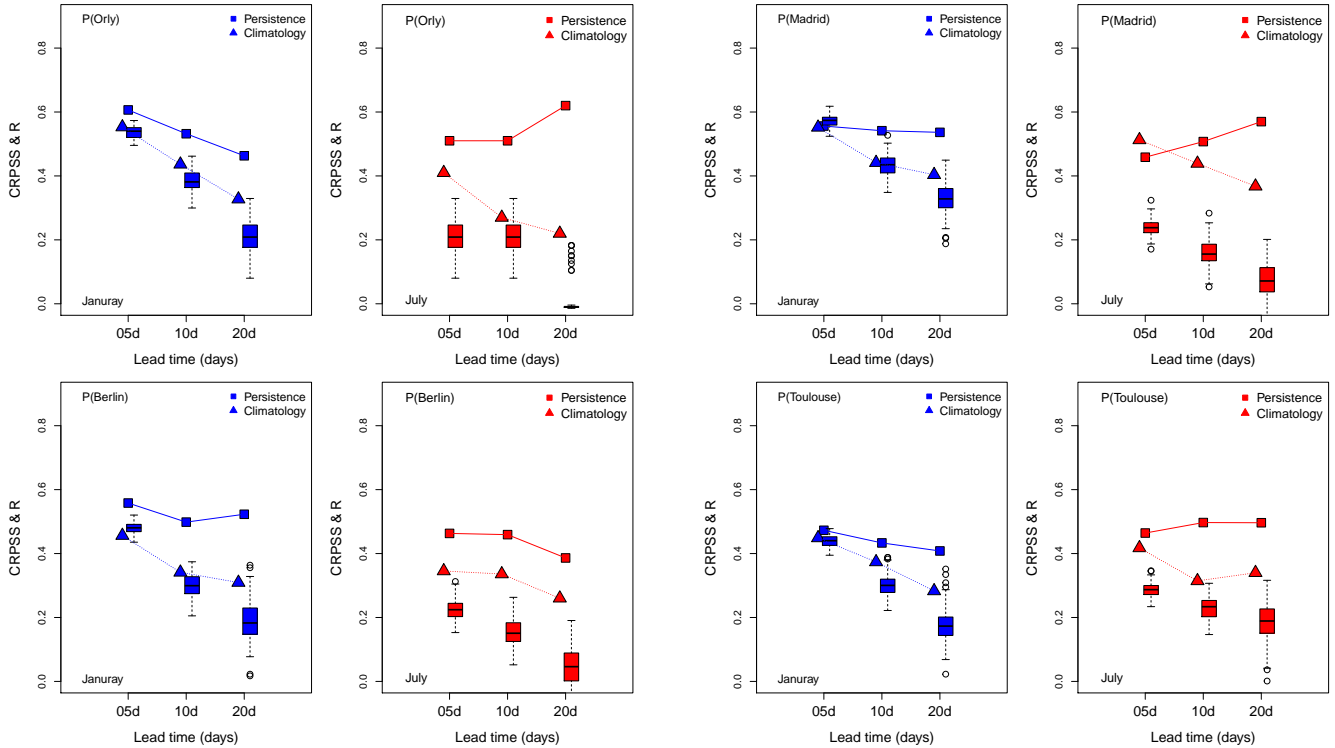 P(Orly)
Persistence
Climatology
CRPSS & R
0.8
0.6
0.4
0.2
0.0
Januray
05d 10d 20d
Lead time (days)
P(Orly)
Persistence
Climatology
CRPSS & R
0.8
0.6
0.4
0.2
0.0
July
05d 10d 20d
Lead time (days)
P(Madrid)
Persistence
Climatology
CRPSS & R
0.8
0.6
0.4
0.2
0.0
Januray
05d 10d 20d
Lead time (days)
P(Madrid)
Persistence
Climatology
CRPSS & R
0.8
0.6
0.4
0.2
0.0
July
05d 10d 20d
Lead time (days)
P(Berlin)
Persistence
Climatology
CRPSS & R
0.8
0.6
0.4
0.2
0.0
Januray
05d 10d 20d
Lead time (days)
P(Berlin)
Persistence
Climatology
CRPSS & R
0.8
0.6
0.4
0.2
0.0
July
05d 10d 20d
Lead time (days)
P(Toulouse)
Persistence
Climatology
CRPSS & R
0.8
0.6
0.4
0.2
0.0
Januray
05d 10d 20d
Lead time (days)
P(Toulouse)
Persistence
Climatology
CRPSS & R
0.8
0.6
0.4
0.2
0.0
July
05d 10d 20d
Lead time (days)